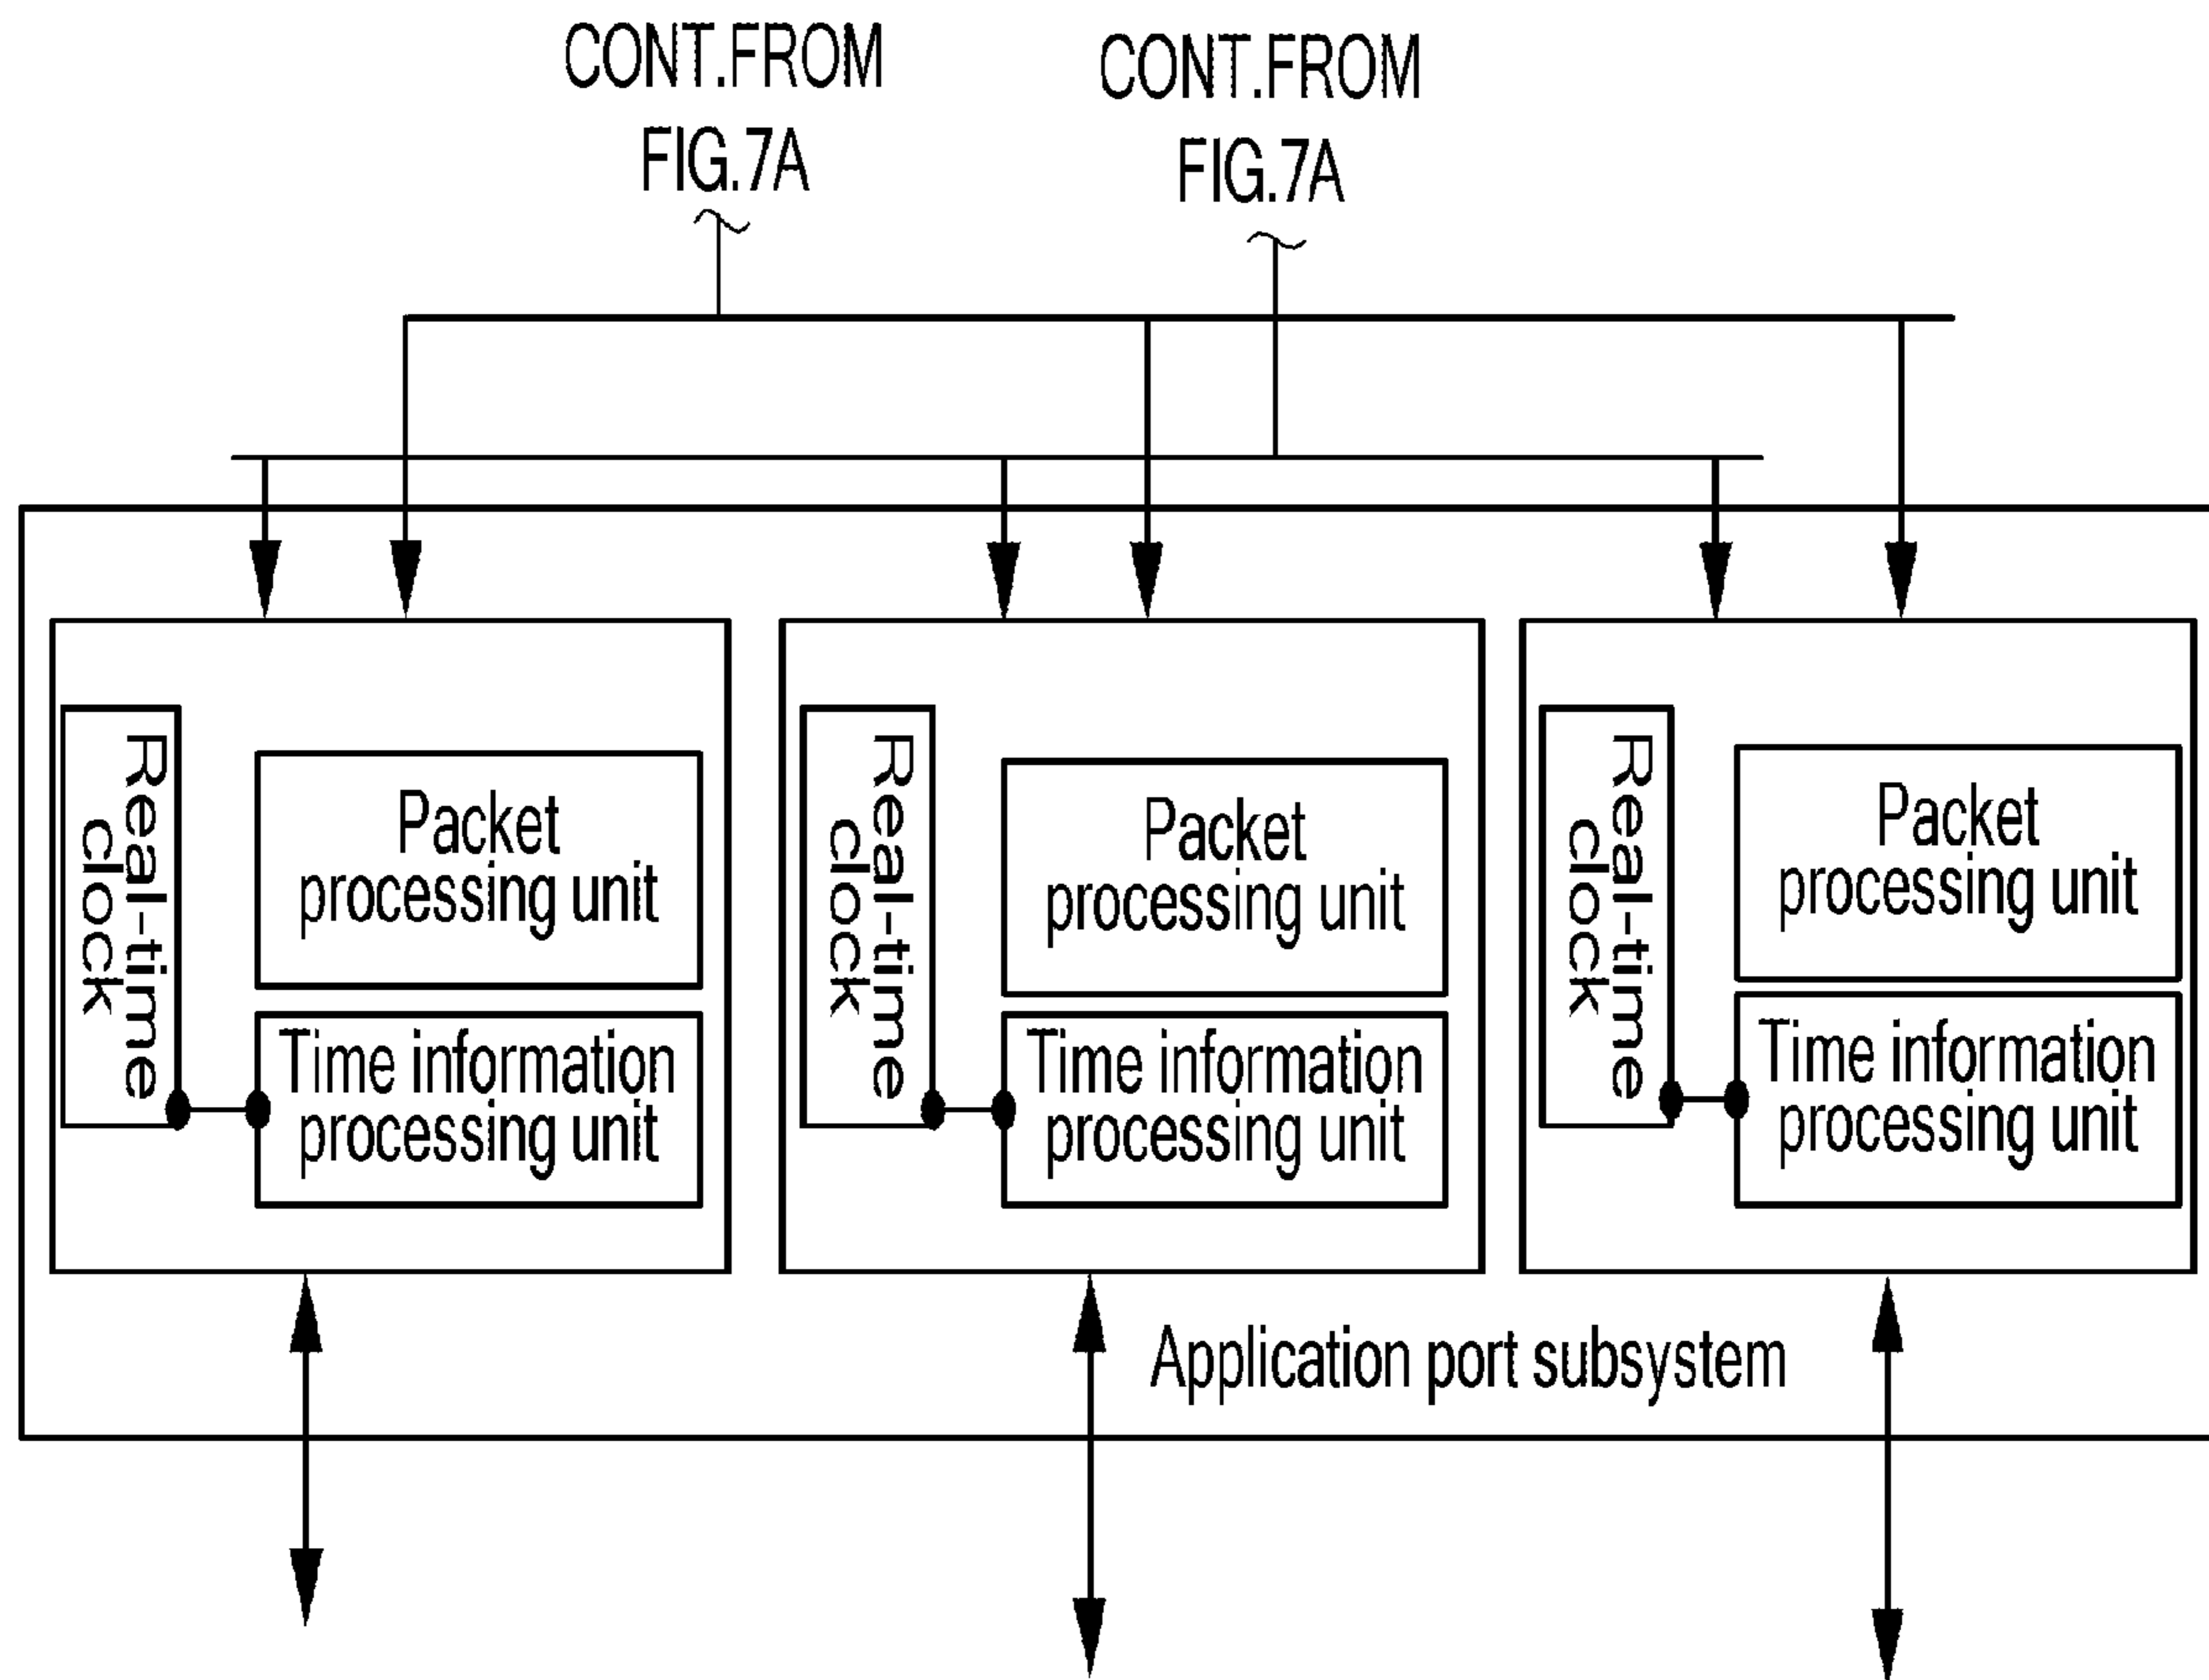 CONT.FROM
FIG.7A
CONT.FROM
FIG.7A
Real-time
clock
Packet
processing unit
Time information
processing unit
Real-time
clock
Packet
processing unit
Time information
processing unit
Real-time
clock
Packet
processing unit
Time information
processing unit
Application port subsystem